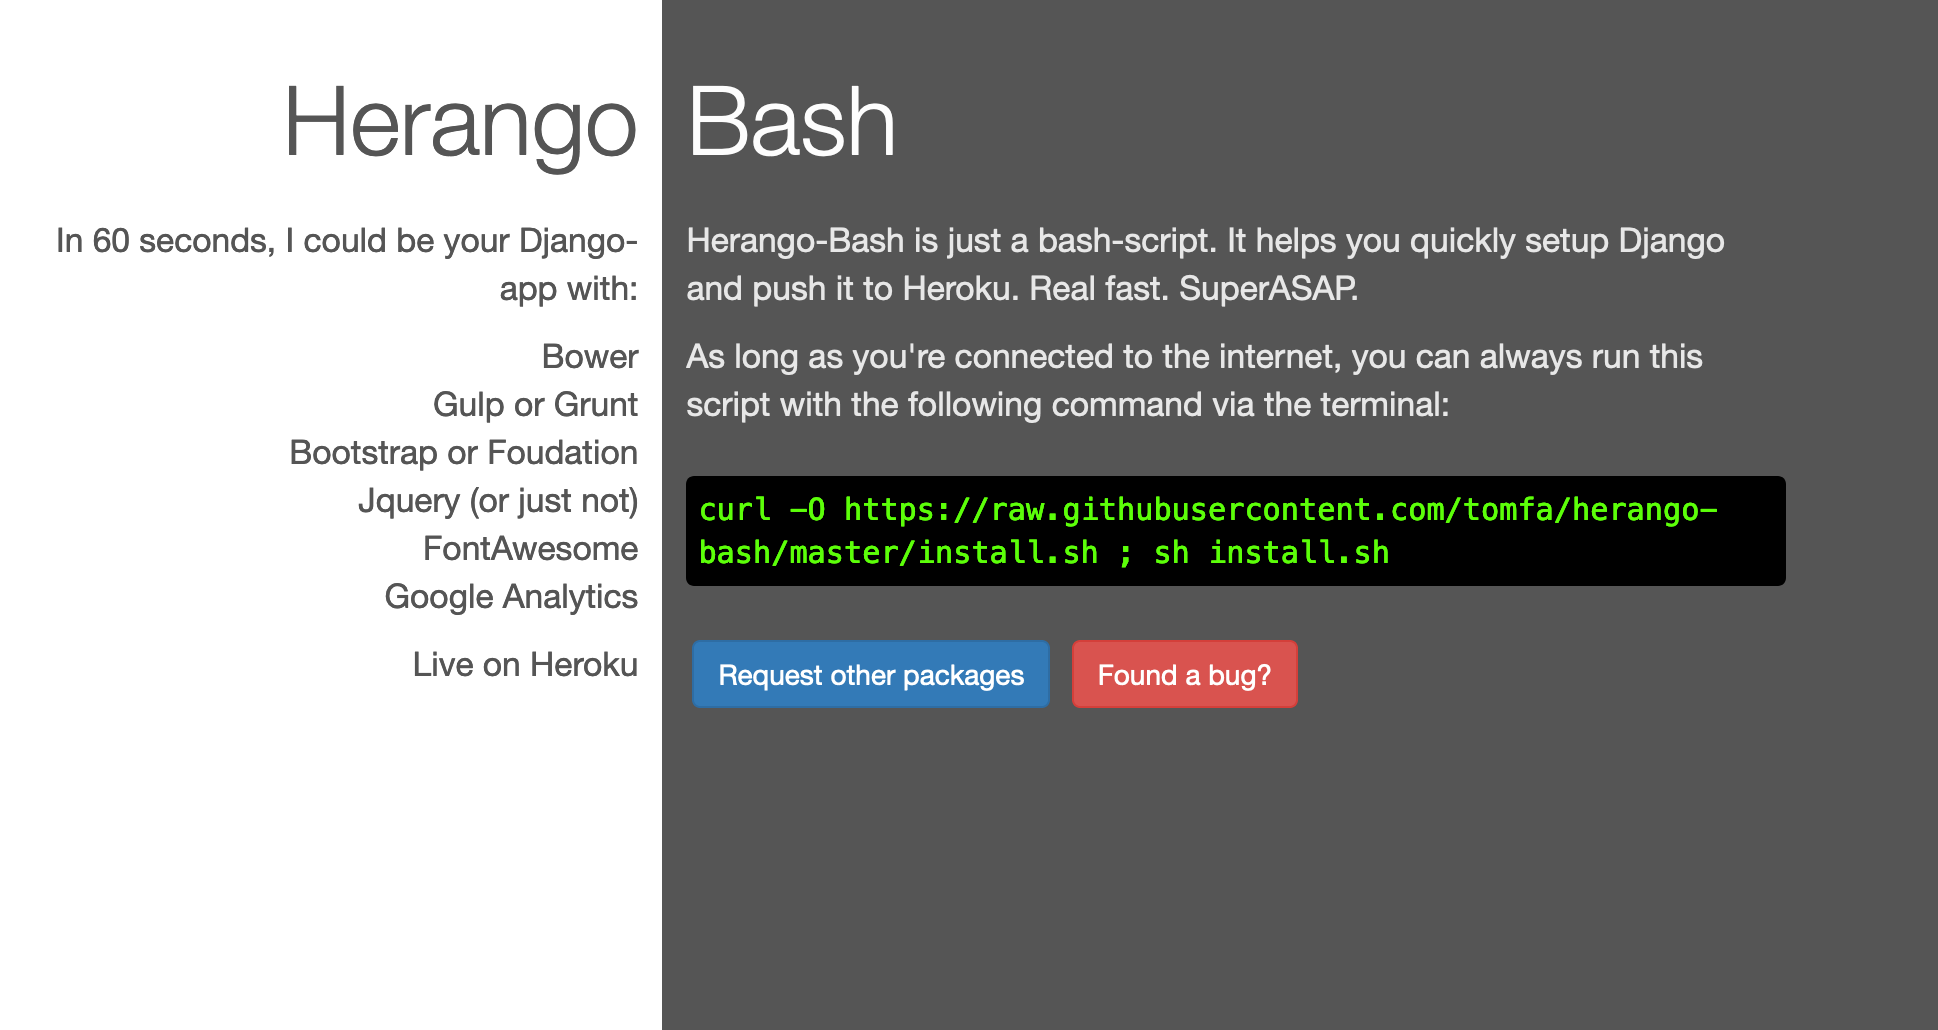 Herango
In 60 seconds, I could be your Django-
app with:
Bower
Gulp or Grunt
Bootstrap or Foudation
Jquery (or just not)
FontAwesome
Google Analytics
Live on Heroku
Bash
Herango-Bash is just a bash-script. It helps you quickly setup Django
and push it to Heroku. Real fast. SuperASAP.
As long as you're connected to the internet, you can always run this
script with the following command via the terminal:
curl -O https://raw.githubusercontent.com/tomfa/herango-
bash/master/install.sh ; sh install.sh
Request other packages
Found a bug?